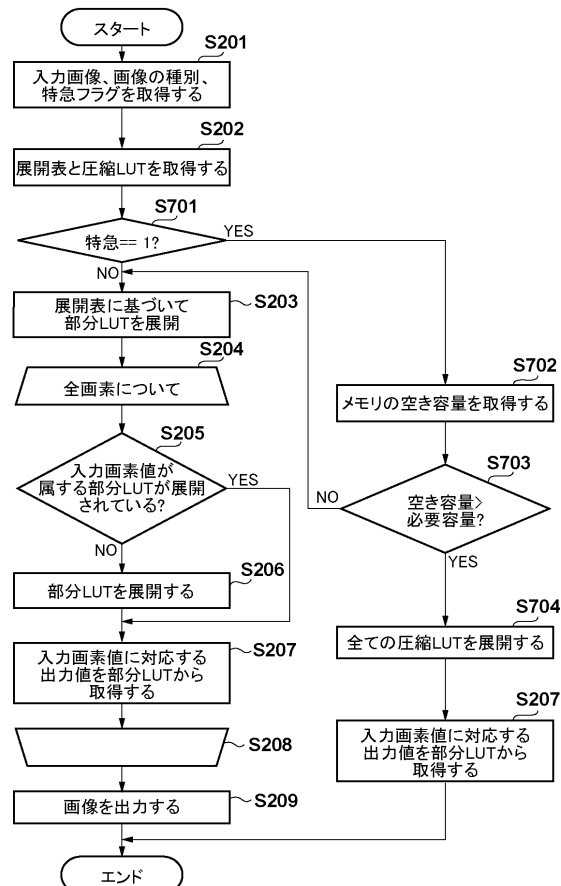 スタート
S201
入力画像、画像の種別、
特急フラグを取得する
S202
展開表と圧縮LUTを取得する
S701
特急== 1?
YES
NO
展開表に基づいて
部分LUTを展開
S203
S204
全画素について
S205
入力画素値が
属する部分LUTが展開
されている?
YES
NO
S206
部分LUTを展開する
S207
入力画素値に対応する
出力値を部分LUTから
取得する
S208
画像を出力する
S209
エンド
S702
メモリの空き容量を取得する
S703
空き容量>
必要容量?
NO
YES
S704
全ての圧縮LUTを展開する
S207
入力画素値に対応する
出力値を部分LUTから
取得する